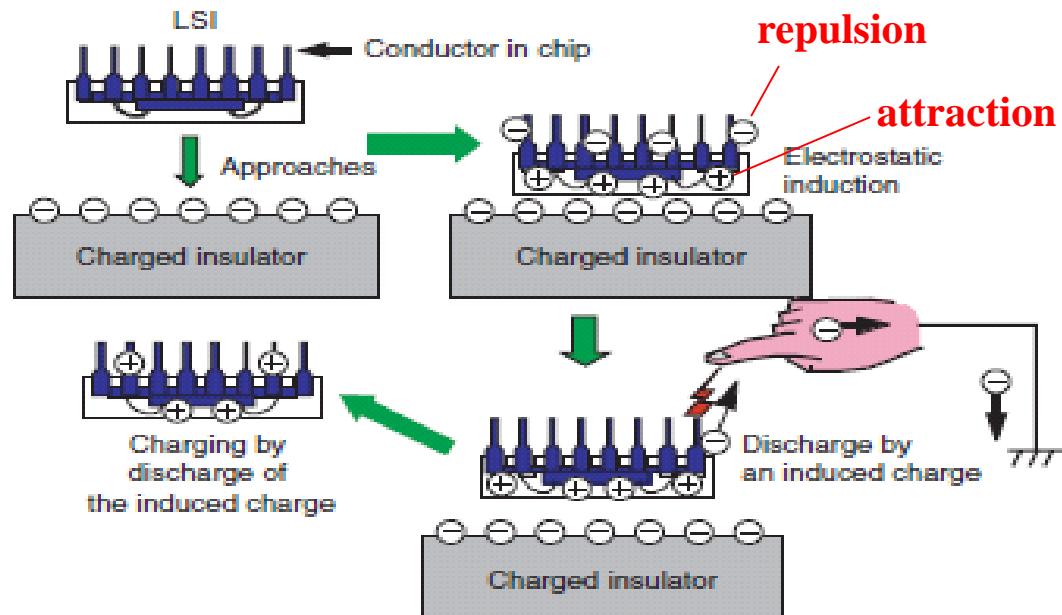 LSI
Conductor in chip
repulsion
attraction
Approaches
Electrostatic
induction
Charged insulator
Charged insulator
Charging by
discharge of
the induced charge
Discharge by
an induced charge
Charged insulator